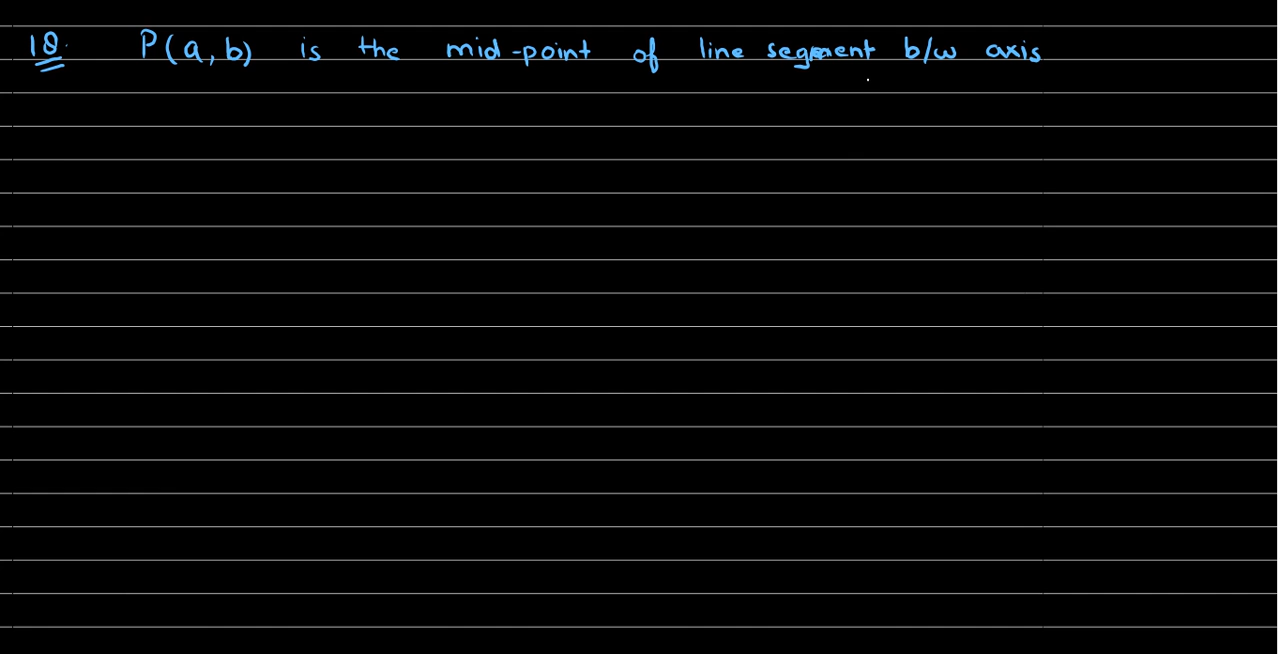 18. P(a,b) is the mid-point of line segment b/w axis